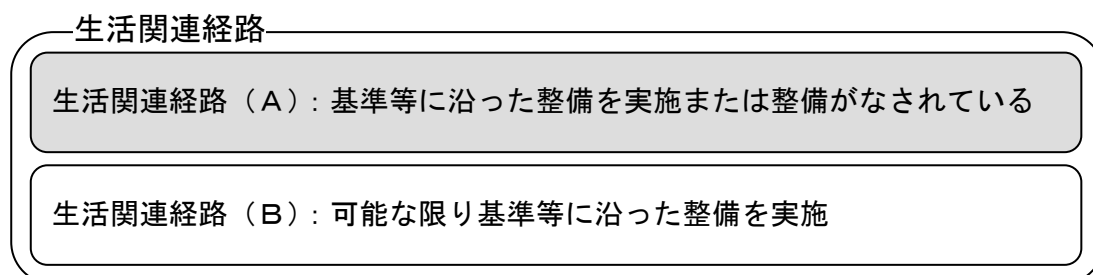 生活関連経路
生活関連経路（Ａ）：基準等に沿った整備を実施または整備がなされている
生活関連経路（Ｂ）：可能な限り基準等に沿った整備を実施